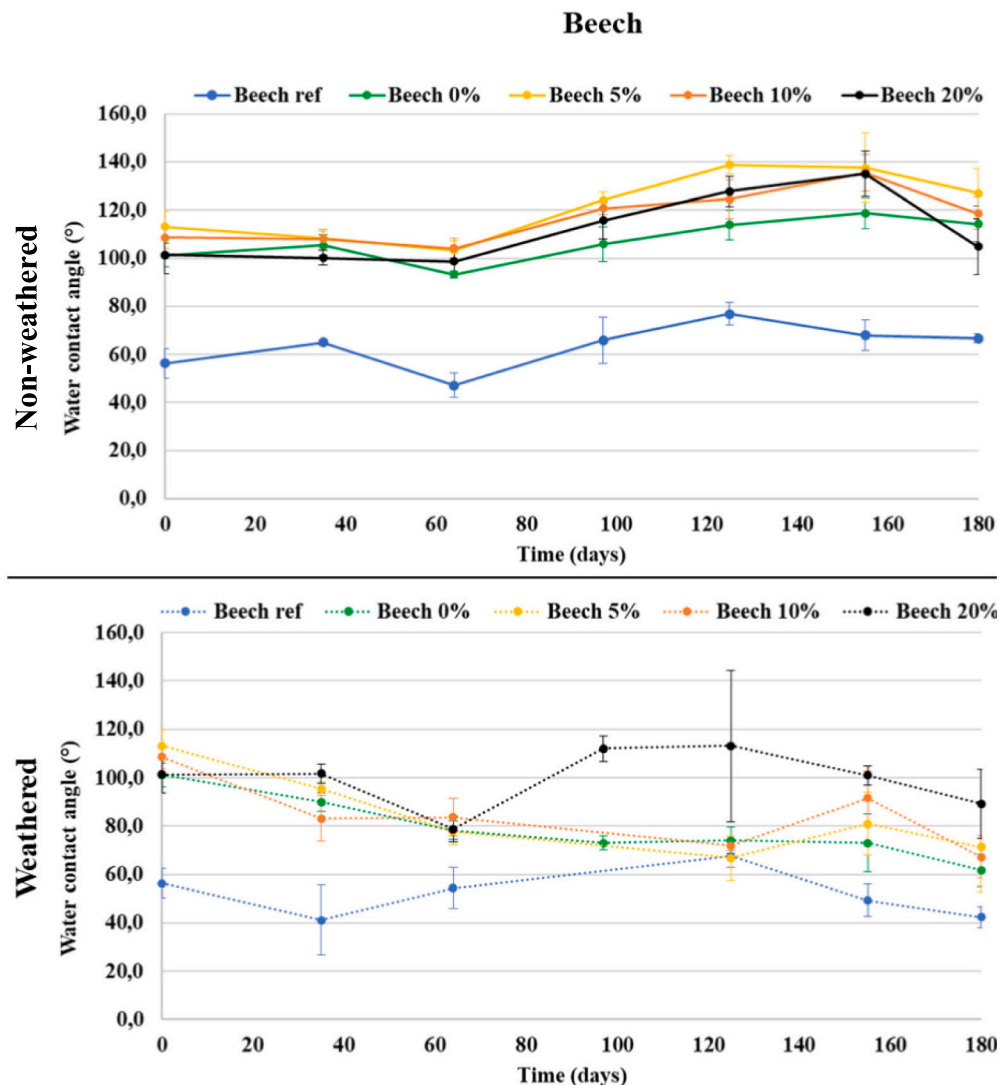 Beech
Beech ref Beech 0% Beech 5% Beech 10% Beech 20%
Non-weathered
Water contact angle (°)
160,0
140,0
120,0
100,0
80,0
60,0
40,0
20,0
0,0
0 20 40 60 80 100 120 140 160 180
Time (days)
Beech ref Beech 0% Beech 5% Beech 10% Beech 20%
Weathered
Water contact angle (°)
160,0
140,0
120,0
100,0
80,0
60,0
40,0
20,0
0,0
0 20 40 60 80 100 120 140 160 180
Time (days)